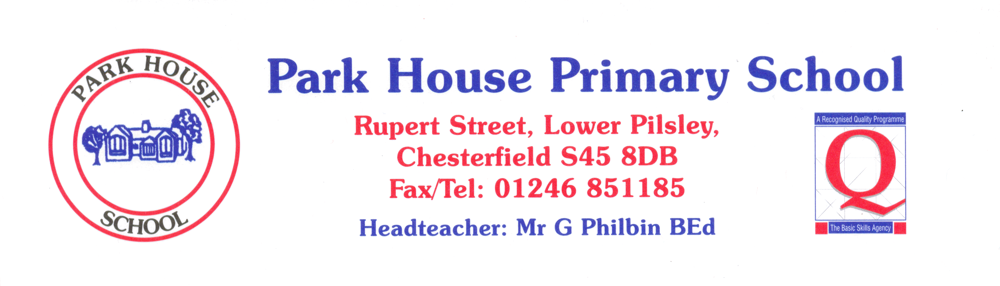 PARK HOUSE
SCHOOL
Park House Primary School
Rupert Street, Lower Pilsley,
Chesterfield S45 8DB
Fax/Tel: 01246 851185
Headteacher: Mr G Philbin BEd
A Recognised Quality Programme
Q
The Basic Skills Agency